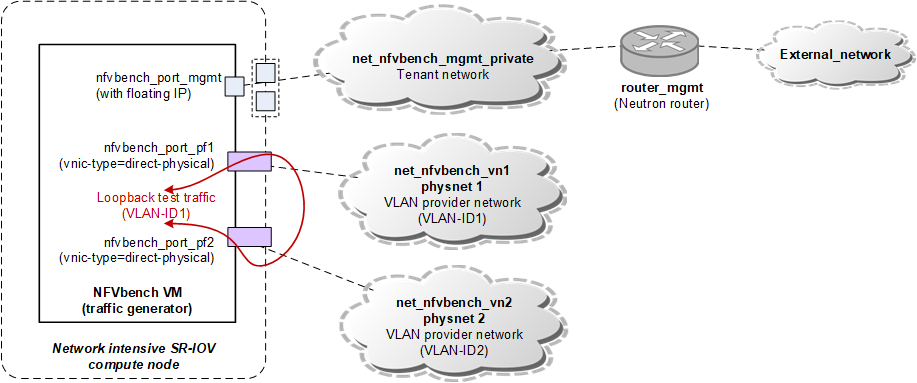 nfvbench_port_mgmt
(with floating IP)
net_nfvbench_mgmt_private
Tenant network
router_mgmt
(Neutron router)
External_network
nfvbench_port_pf1
(vnic-type=direct-physical)
Loopback test traffic
(VLAN-ID1)
nfvbench_port_pf2
(vnic-type=direct-physical)
NFVbench VM
(traffic generator)
Network intensive SR-IOV
compute node
net_nfvbench_vn1
physnet 1
VLAN provider network
(VLAN-ID1)
net_nfvbench_vn2
physnet 2
VLAN provider network
(VLAN-ID2)